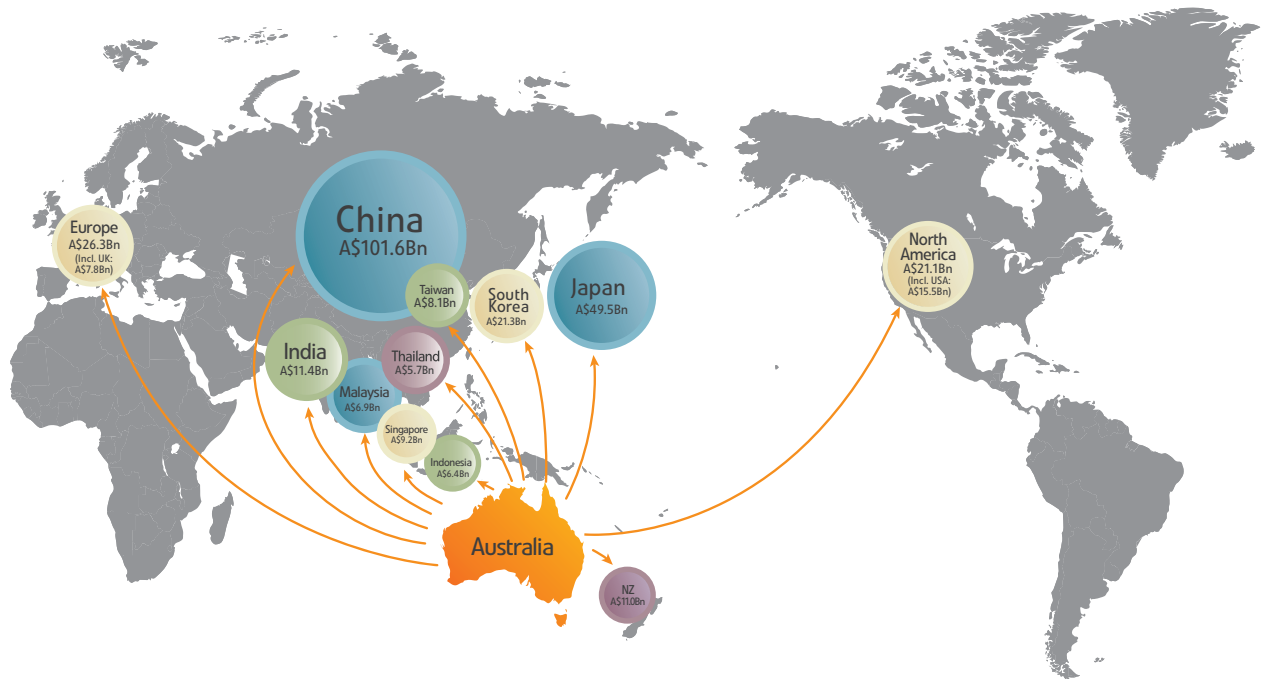 Europe
A$26.3Bn
(Incl. UK:
A$7.8Bn)
China
A$101.6Bn
Taiwan
A$8.1Bn
South
Korea
A$21.3Bn
Japan
A$49.5Bn
North
America
A$21.1Bn
(Incl. USA:
A$15.5Bn)
India
A$11.4Bn
Thailand
A$5.7Bn
Malaysia
A$6.9Bn
Singapore
A$9.2Bn
Indonesia
A$6.4Bn
Australia
NZ
A$11.0Bn